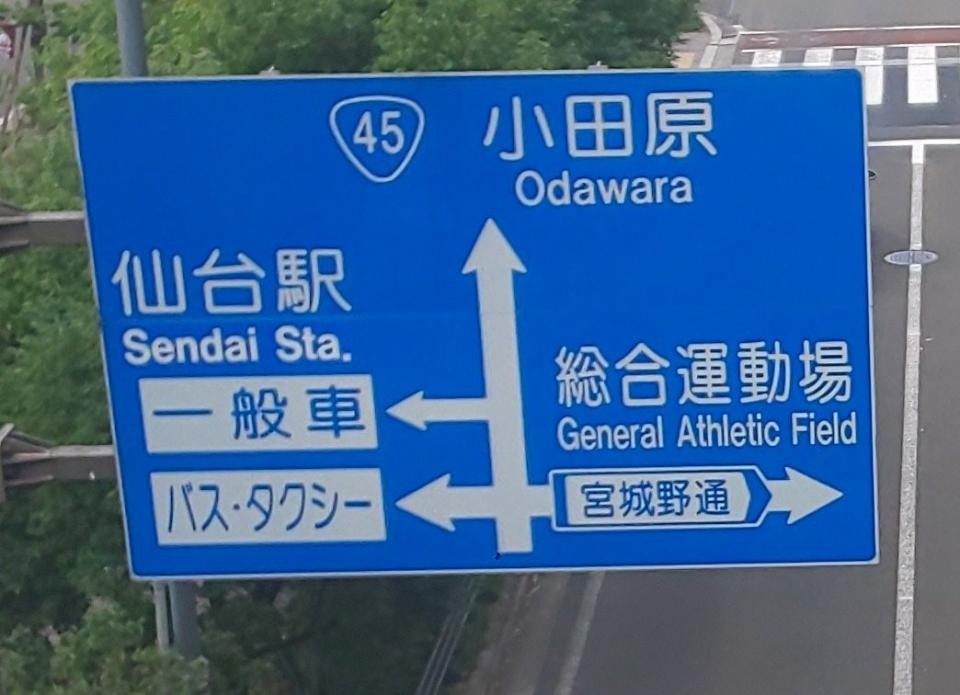 45 小田原
Odawara
仙台駅
Sendai Sta.
一般車
バス・タクシー
総合運動場
General Athletic Field
宮城野通